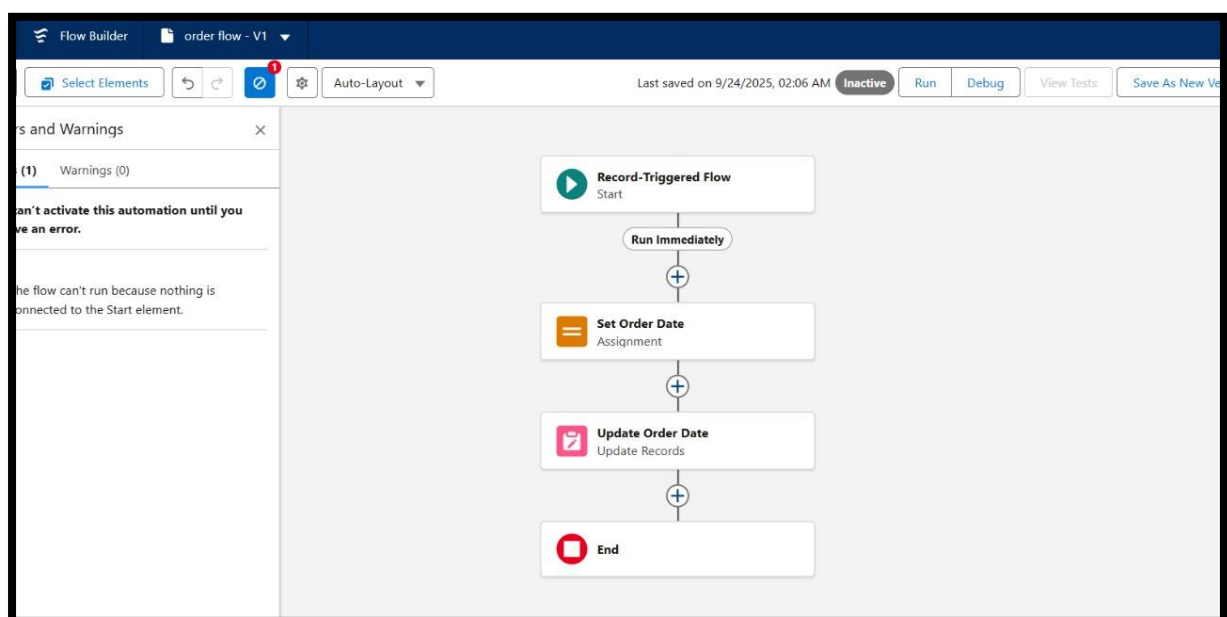 Flow Builder order flow - V1
Select Elements 1 Auto-Layout Last saved on 9/24/2025, 02:06 AM Inactive Run Debug View Tests Save As New Ve
rs and Warnings
(1) Warnings (0)
can't activate this automation until you
ve an error.
he flow can't run because nothing is
onnected to the Start element.
Record-Triggered Flow
Start
Run Immediately
Set Order Date
Assignment
Update Order Date
Update Records
End